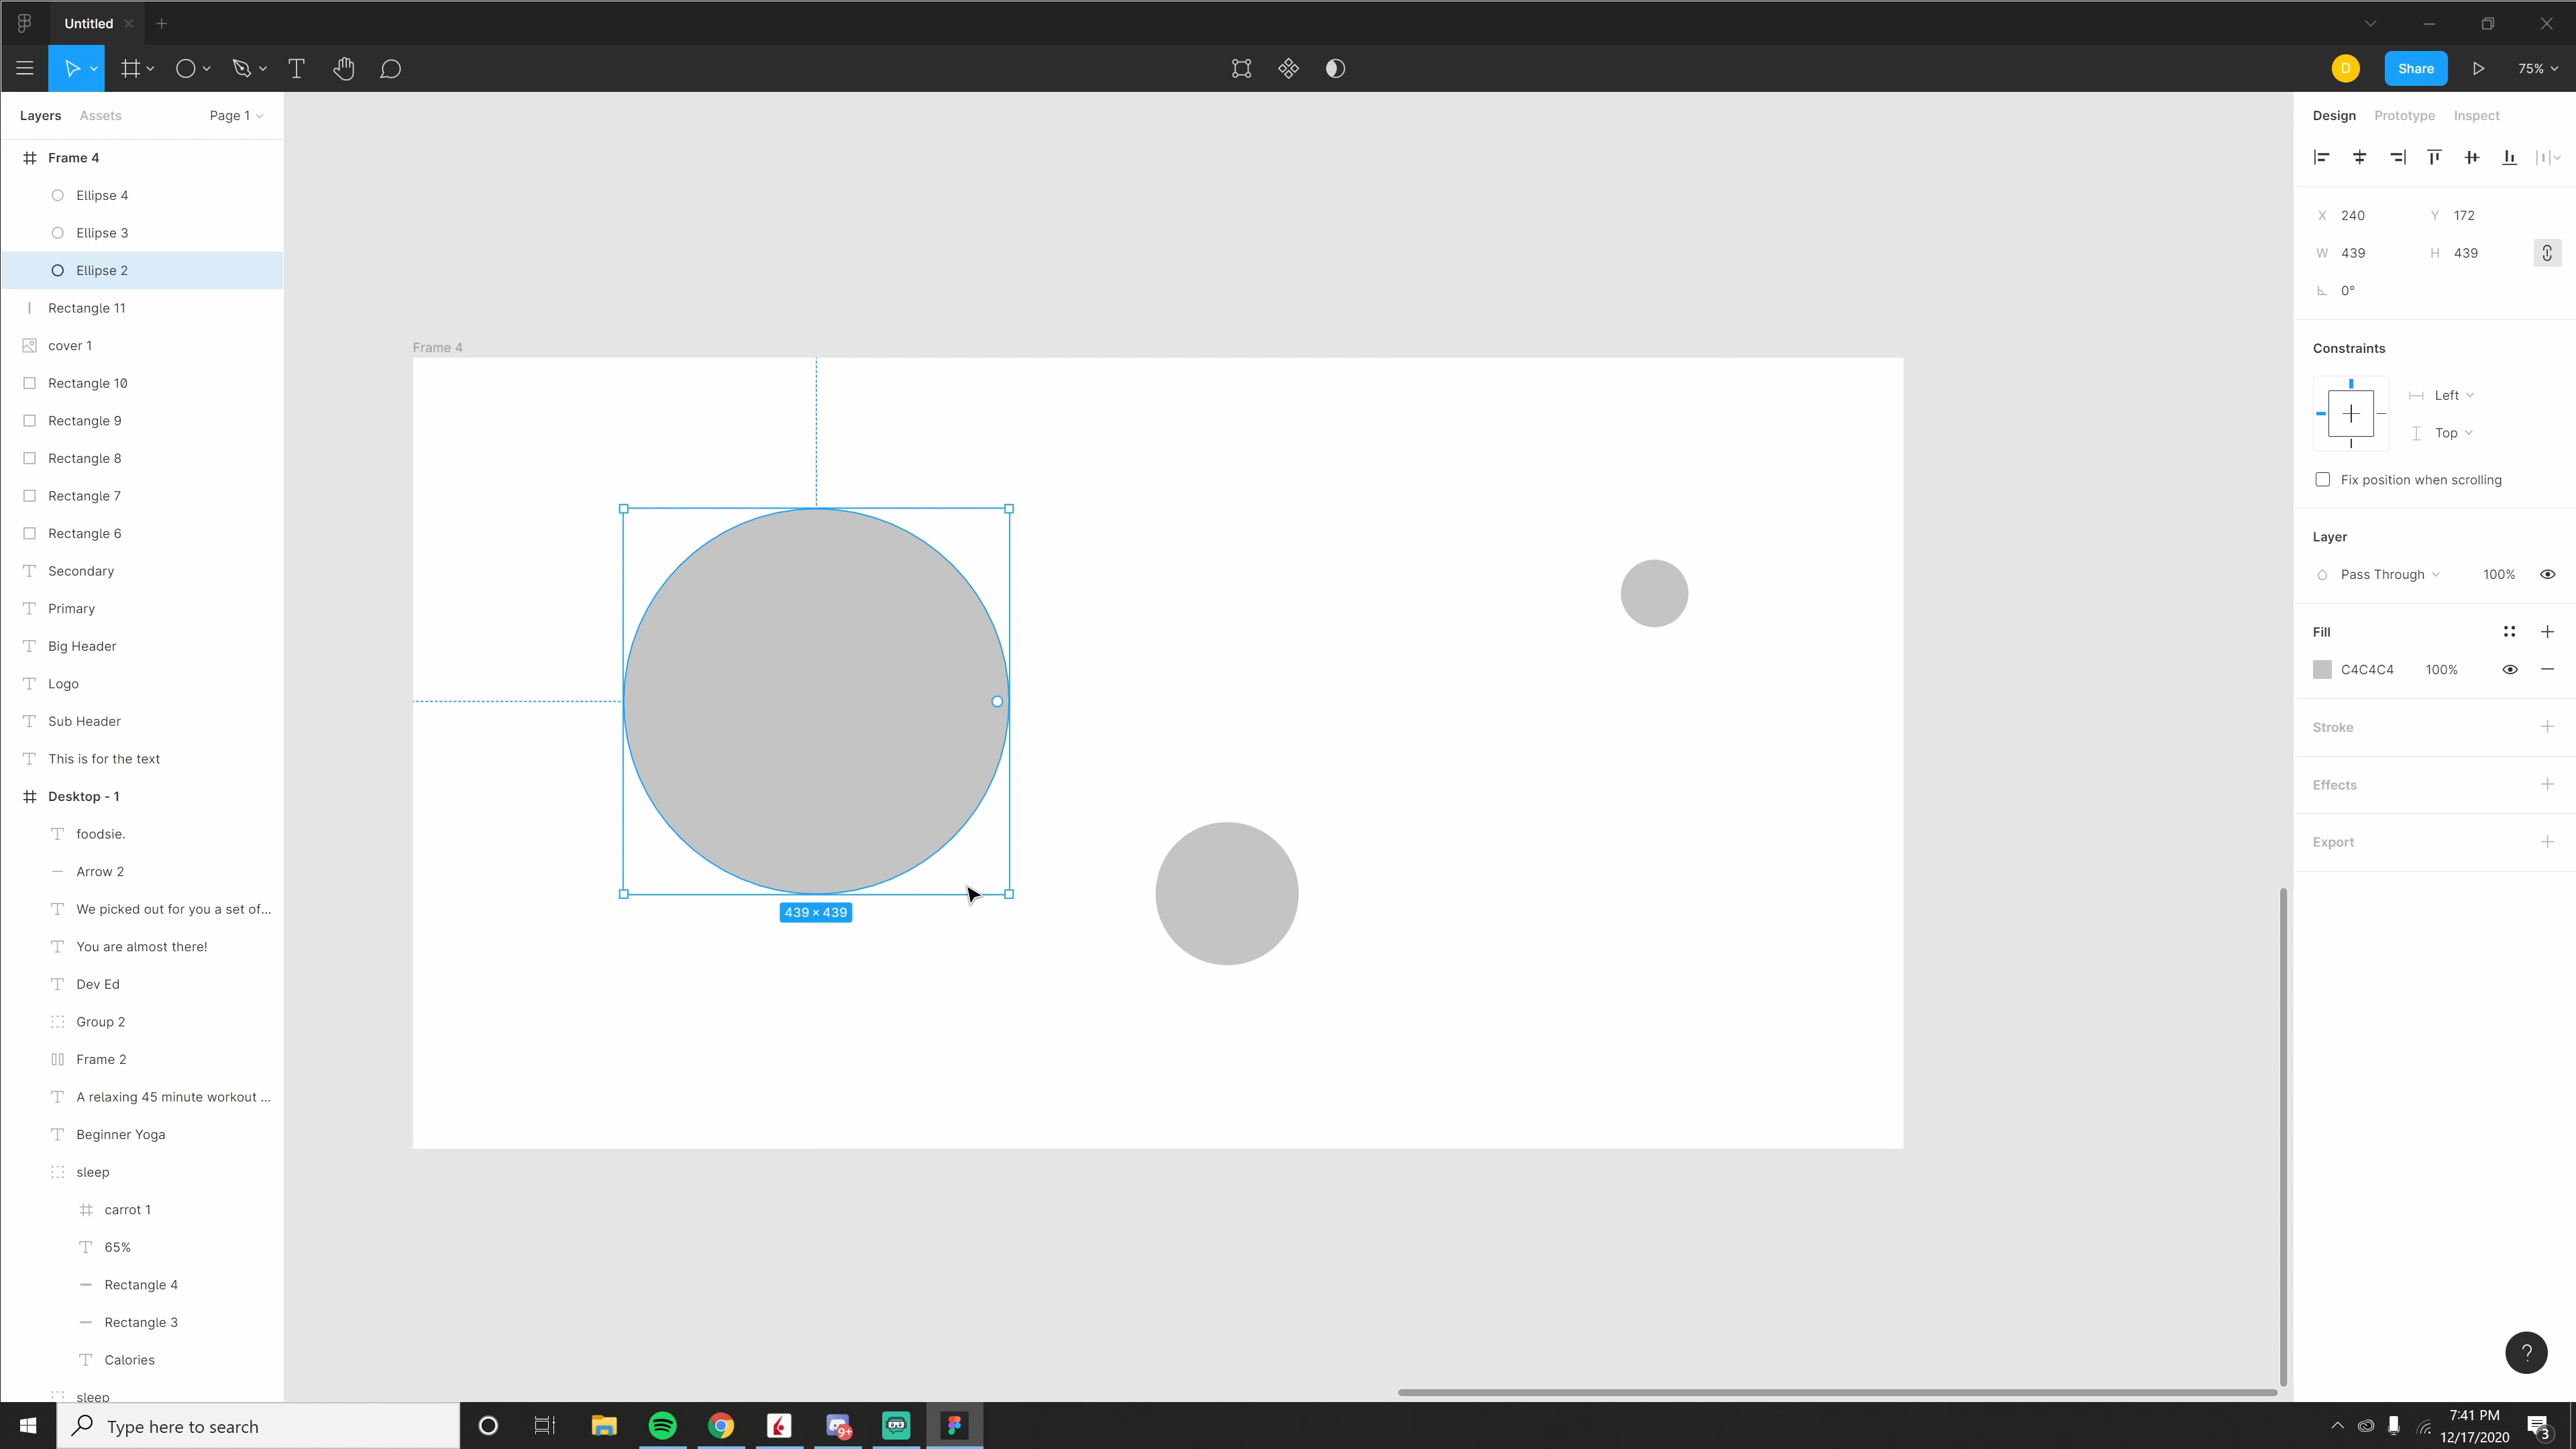 Untitled
D
Share
75%
Layers
Assets
Page 1
Frame 4
Ellipse 4
Ellipse 3
Ellipse 2
Rectangle 11
cover 1
Rectangle 10
Rectangle 9
Rectangle 8
Rectangle 7
Rectangle 6
Secondary
Primary
Big Header
Logo
Sub Header
This is for the text
Desktop - 1
foodsie.
Arrow 2
We picked out for you a set of...
You are almost there!
Dev Ed
Group 2
Frame 2
A relaxing 45 minute workout ...
Beginner Yoga
sleep
carrot 1
65%
Rectangle 4
Rectangle 3
Calories
sleep
Frame 4
439 × 439
Design
Prototype
Inspect
X 240 Y 172
W 439 H 439
0°
Constraints
Left
Top
Fix position when scrolling
Layer
Pass Through 100%
Fill
C4C4C4 100%
Stroke
Effects
Export
?
Type here to search
9+
7:41 PM
12/17/2020
3